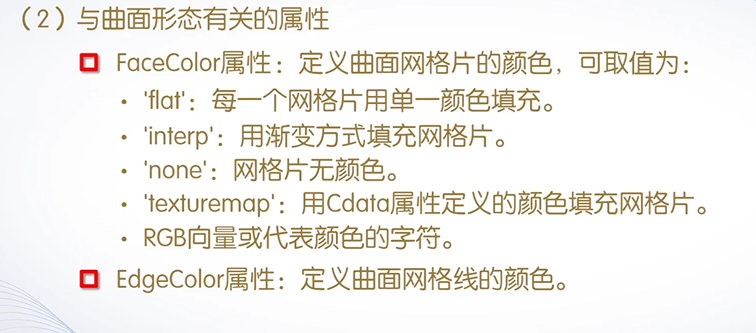 （2）与曲面形态有关的属性
FaceColor属性：定义曲面网格片的颜色，可取值为：
• 'flat'：每一个网格片用单一颜色填充。
• 'interp'：用渐变方式填充网格片。
• 'none'：网格片无颜色。
• 'texturemap'：用Cdata属性定义的颜色填充网格片。
• RGB向量或代表颜色的字符。
EdgeColor属性：定义曲面网格线的颜色。